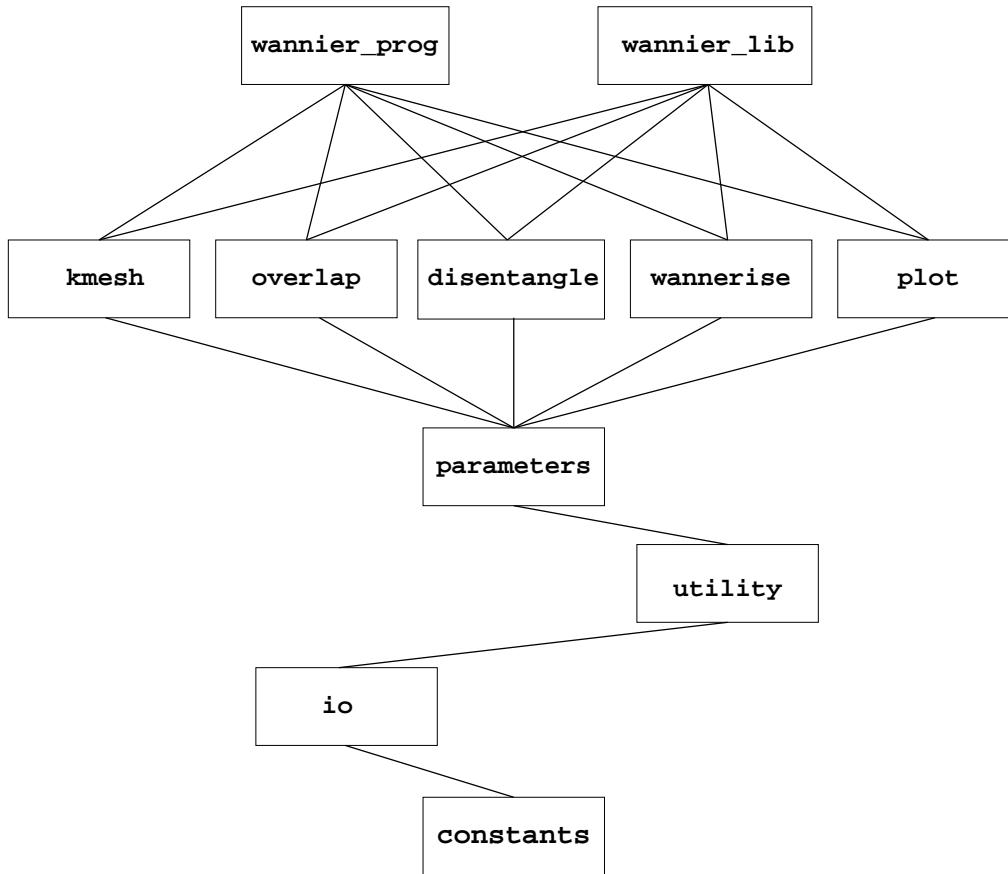 wannier_prog
wannier_lib
kmesh
overlap
disentangle
wannerise
plot
parameters
utility
io
constants